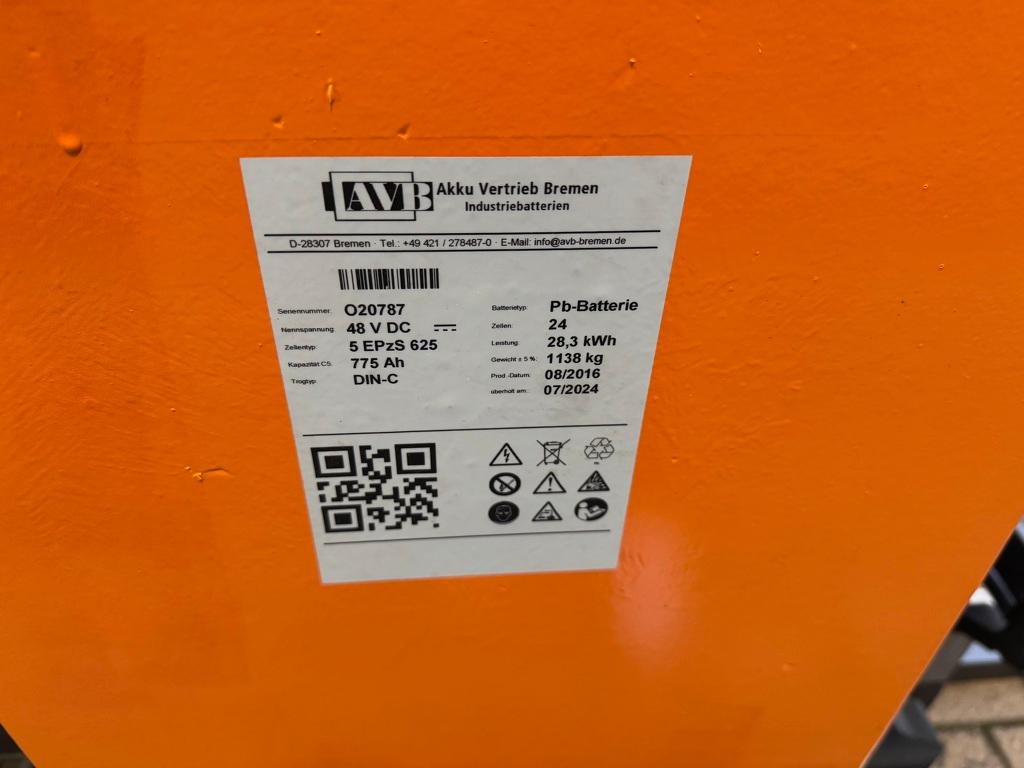 AVB Akku Vertrieb Bremen
Industriebatterien
D-28307 Bremen · Tel.: +49 421 / 278487-0 · E-Mail: info@avb-bremen.de
Seriennummer: O20787
Nennspannung: 48 V DC
Zellentyp: 5 EPzS 625
Kapazität C5: 775 Ah
Trogtyp: DIN-C
Batterietyp: Pb-Batterie
Zellen: 24
Leistung: 28,3 kWh
Gewicht ± 5 %: 1138 kg
Prod.-Datum: 08/2016
überholt am: 07/2024